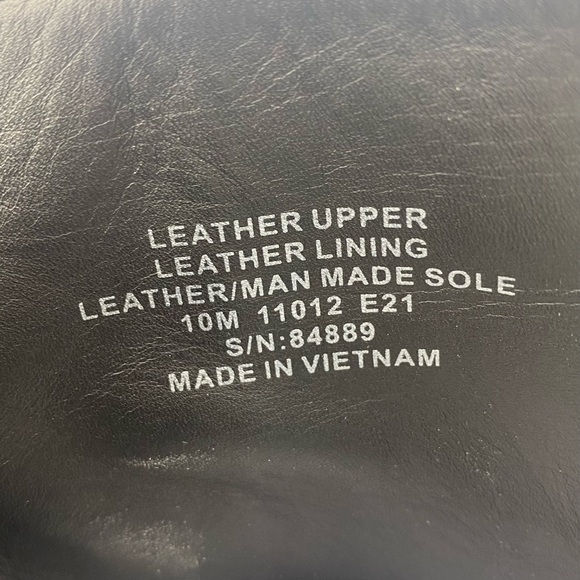 LEATHER UPPER
LEATHER LINING
LEATHER/MAN MADE SOLE
10M 11012 E21
S/N:84889
MADE IN VIETNAM